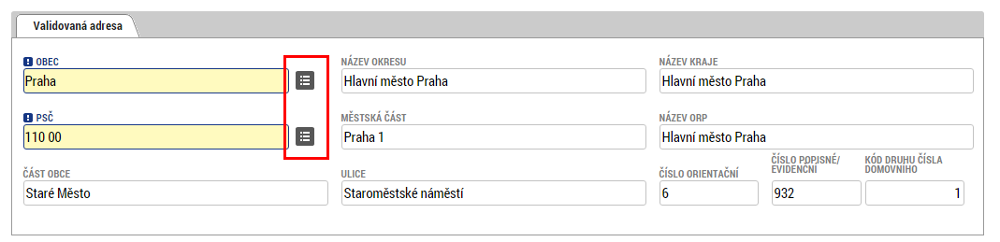 Validovaná adresa
OBEC
NÁZEV OKRESU
NÁZEV KRAJE
Praha
Hlavní město Praha
Hlavní město Praha
PSČ
MĚSTSKÁ ČÁST
NÁZEV ORP
110 00
Praha 1
Hlavní město Praha
ČÁST OBCE
ULICE
ČÍSLO ORIENTAČNÍ
ČÍSLO POPISNÉ/
EVIDENČNÍ
KÓD DRUHU ČÍSLA
DOMOVNÍHO
Staré Město
Staroměstské náměstí
6
932
1